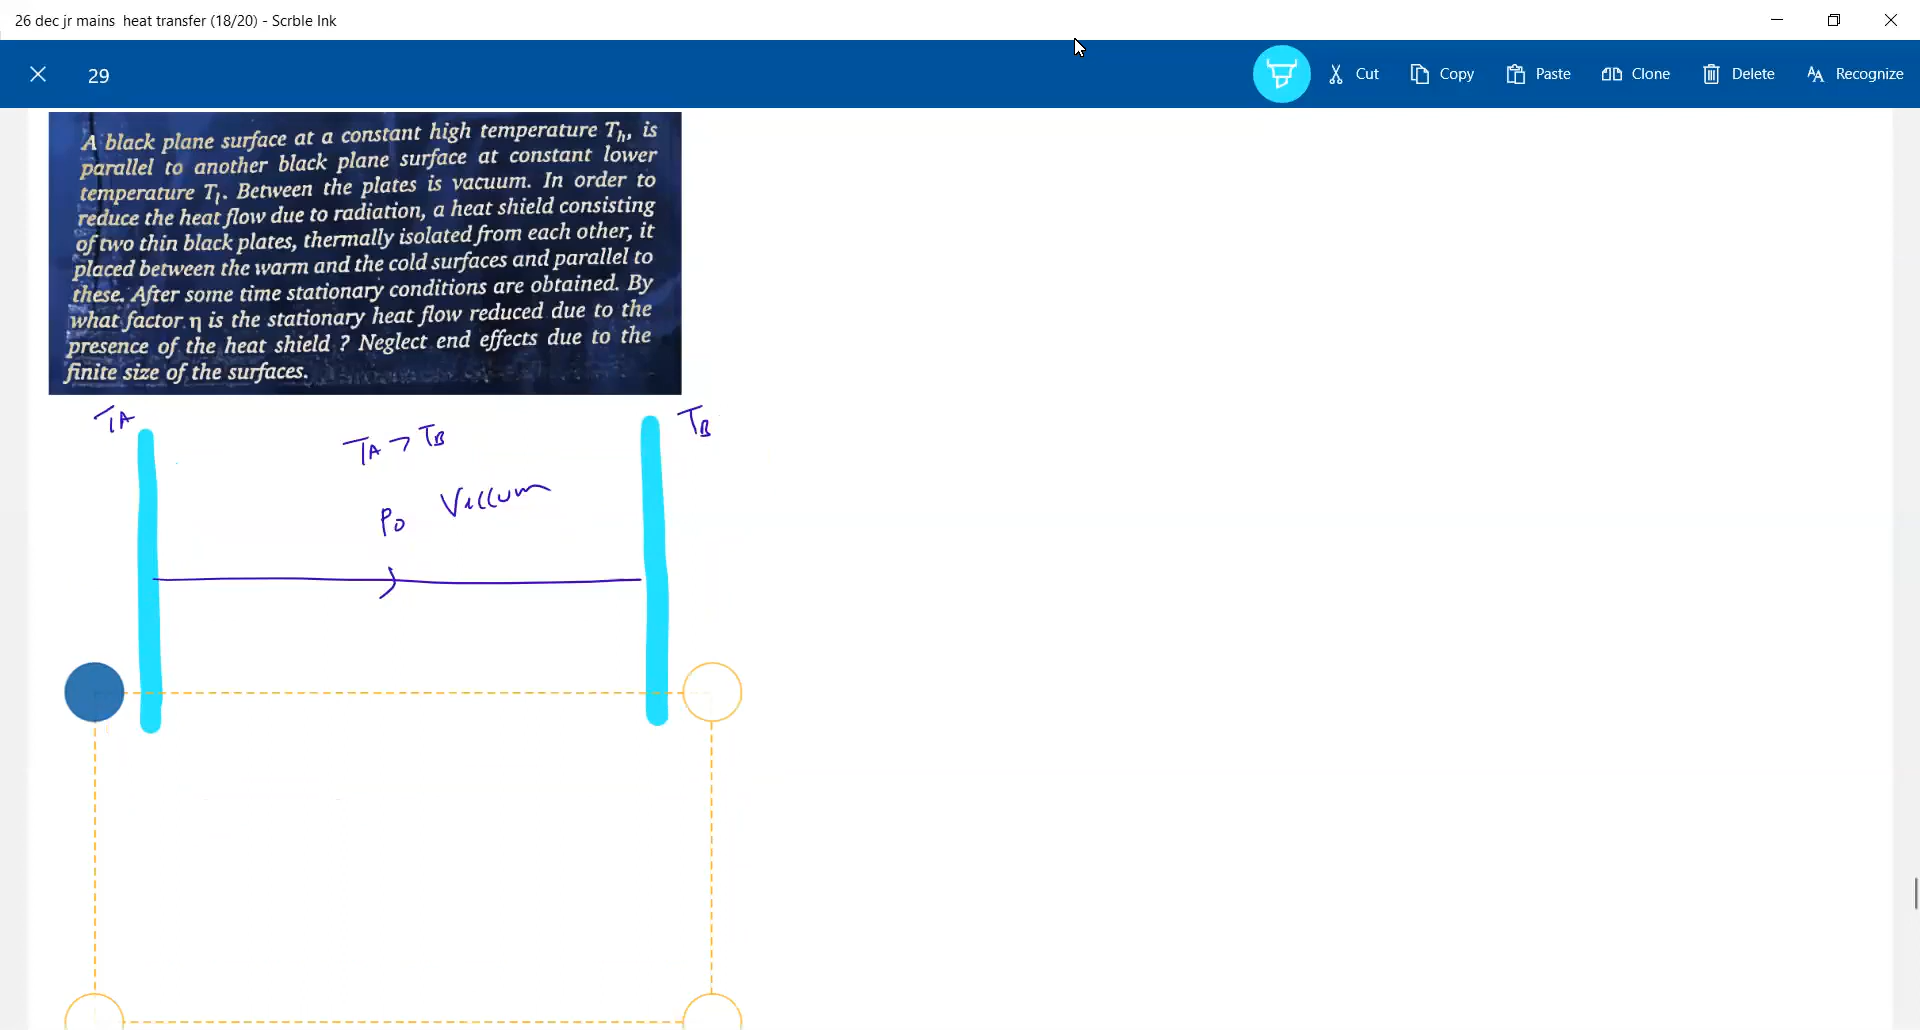 26 dec jr mains heat transfer (18/20) - Scrble Ink
29
Cut
Copy
Paste
Clone
Delete
Recognize
A black plane surface at a constant high temperature Tₕ, is
parallel to another black plane surface at constant lower
temperature Tₗ. Between the plates is vacuum. In order to
reduce the heat flow due to radiation, a heat shield consisting
of two thin black plates, thermally isolated from each other, it
placed between the warm and the cold surfaces and parallel to
these. After some time stationary conditions are obtained. By
what factor η is the stationary heat flow reduced due to the
presence of the heat shield ? Neglect end effects due to the
finite size of the surfaces.
TA
TB
TA > TB
P0 Vaccum